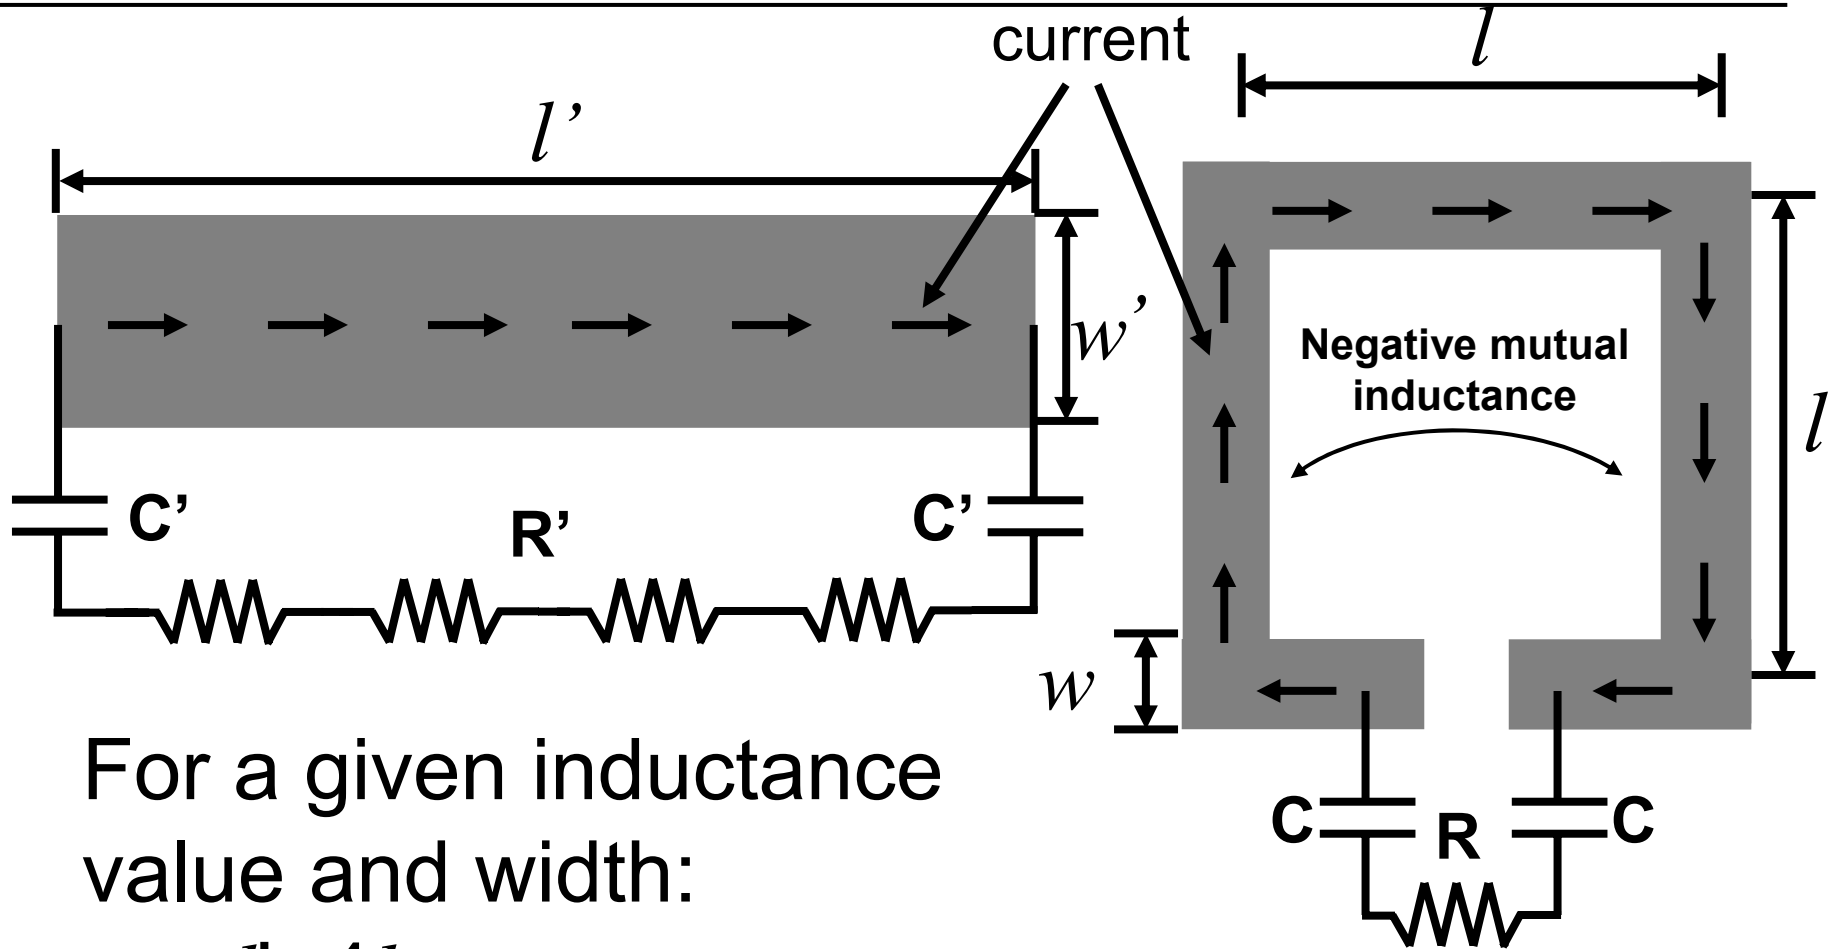 current
l
l’
w’
Negative mutual
inductance
l
C’
R’
C’
w
For a given inductance
value and width:
C
R
C